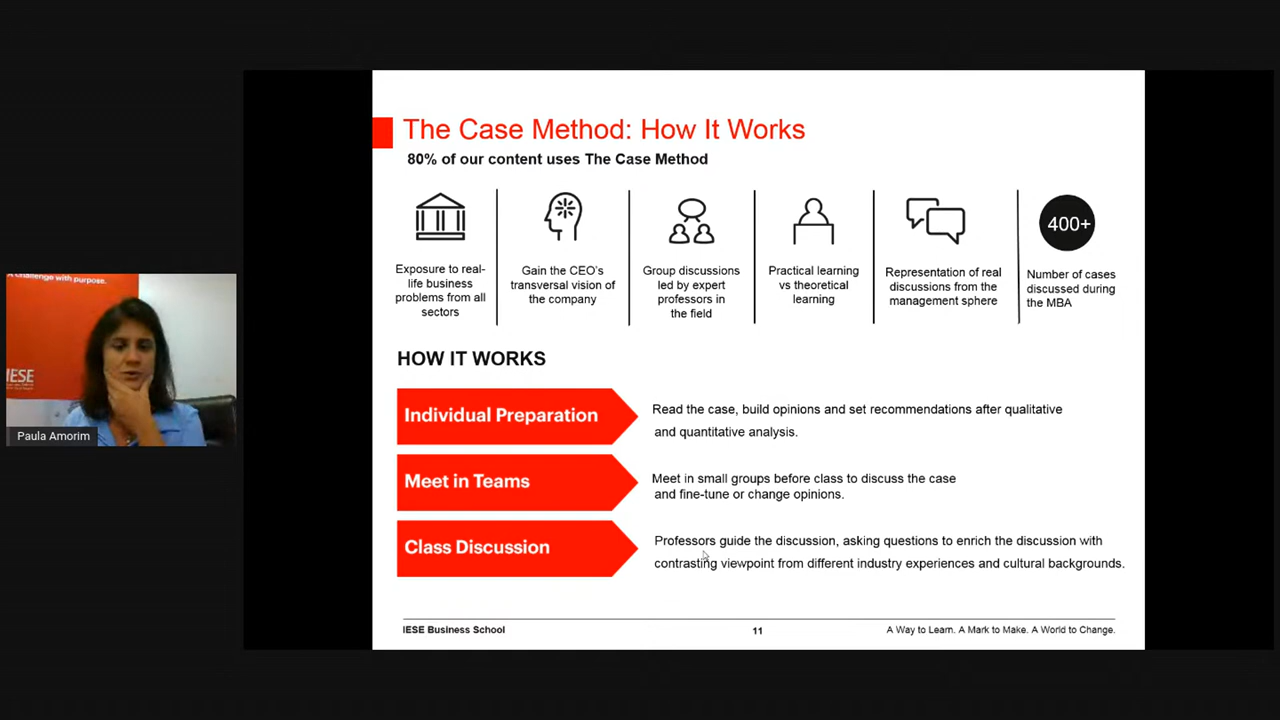 The Case Method: How It Works
80% of our content uses The Case Method
400+
Exposure to real-
life business
problems from all
sectors
Gain the CEO's
transversal vision of
the company
Group discussions
led by expert
professors in
the field
Practical learning
vs theoretical
learning
Representation of real
discussions from the
management sphere
Number of cases
discussed during
the MBA
HOW IT WORKS
Individual Preparation
Read the case, build opinions and set recommendations after qualitative
and quantitative analysis.
Meet in Teams
Meet in small groups before class to discuss the case
and fine-tune or change opinions.
Class Discussion
Professors guide the discussion, asking questions to enrich the discussion with
contrasting viewpoint from different industry experiences and cultural backgrounds.
IESE Business School
11
A Way to Learn. A Mark to Make. A World to Change.
A challenge with purpose.
IESE
Paula Amorim